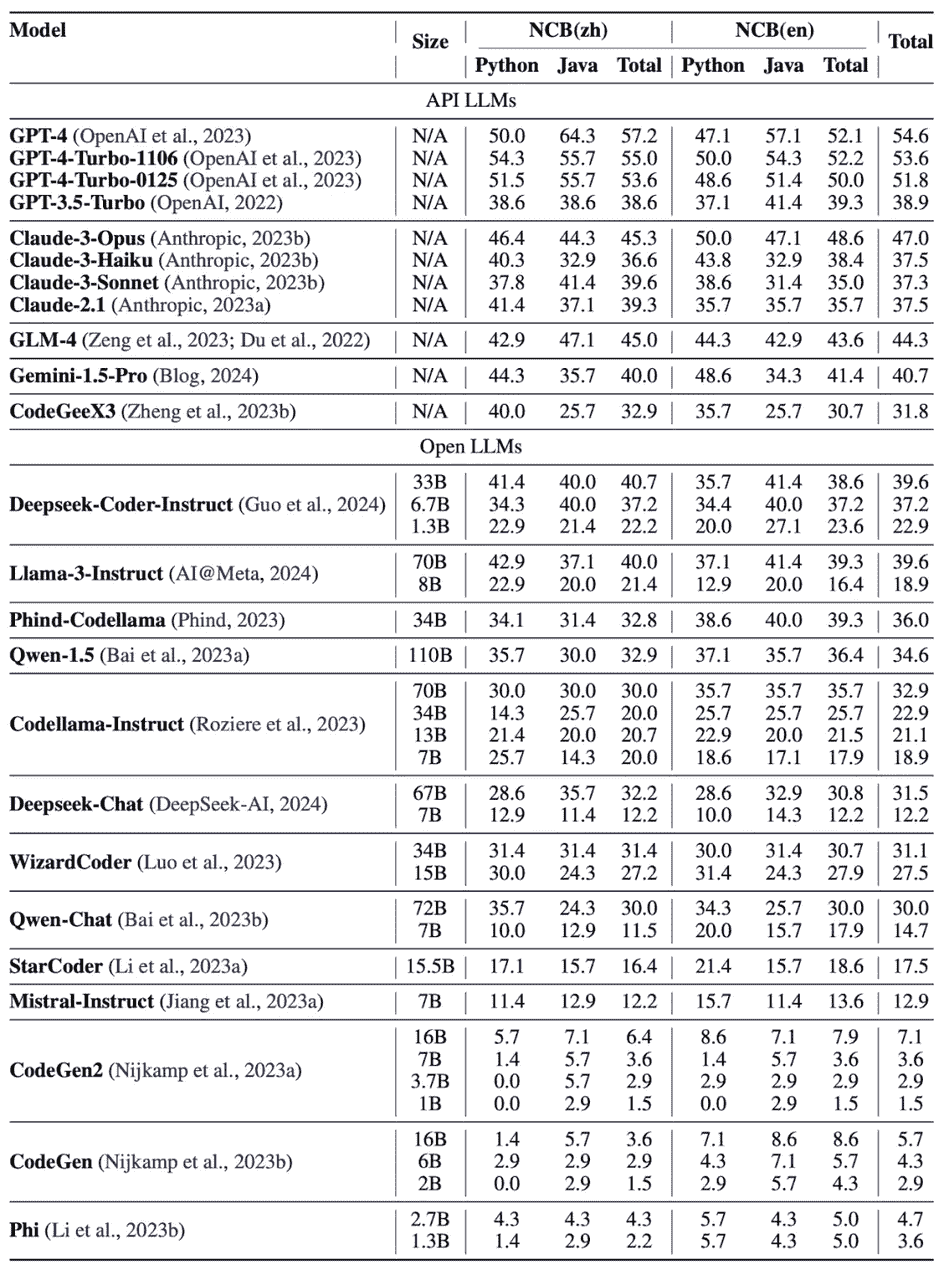 Model Size NCB(zh) NCB(en) Total
Python Java Total Python Java Total
API LLMs
GPT-4 (OpenAI et al., 2023) N/A 50.0 64.3 57.2 47.1 57.1 52.1 54.6
GPT-4-Turbo-1106 (OpenAI et al., 2023) N/A 54.3 55.7 55.0 50.0 54.3 52.2 53.6
GPT-4-Turbo-0125 (OpenAI et al., 2023) N/A 51.5 55.7 53.6 48.6 51.4 50.0 51.8
GPT-3.5-Turbo (OpenAI, 2022) N/A 38.6 38.6 38.6 37.1 41.4 39.3 38.9
Claude-3-Opus (Anthropic, 2023b) N/A 46.4 44.3 45.3 50.0 47.1 48.6 47.0
Claude-3-Haiku (Anthropic, 2023b) N/A 40.3 32.9 36.6 43.8 32.9 38.4 37.5
Claude-3-Sonnet (Anthropic, 2023b) N/A 37.8 41.4 39.6 38.6 31.4 35.0 37.3
Claude-2.1 (Anthropic, 2023a) N/A 41.4 37.1 39.3 35.7 35.7 35.7 37.5
GLM-4 (Zeng et al., 2023; Du et al., 2022) N/A 42.9 47.1 45.0 44.3 42.9 43.6 44.3
Gemini-1.5-Pro (Blog, 2024) N/A 44.3 35.7 40.0 48.6 34.3 41.4 40.7
CodeGeeX3 (Zheng et al., 2023b) N/A 40.0 25.7 32.9 35.7 25.7 30.7 31.8
Open LLMs
Deepseek-Coder-Instruct (Guo et al., 2024) 33B 41.4 40.0 40.7 35.7 41.4 38.6 39.6
6.7B 34.3 40.0 37.2 34.4 40.0 37.2 37.2
1.3B 22.9 21.4 22.2 20.0 27.1 23.6 22.9
Llama-3-Instruct (AI@Meta, 2024) 70B 42.9 37.1 40.0 37.1 41.4 39.3 39.6
8B 22.9 20.0 21.4 12.9 20.0 16.4 18.9
Phind-Codellama (Phind, 2023) 34B 34.1 31.4 32.8 38.6 40.0 39.3 36.0
Qwen-1.5 (Bai et al., 2023a) 110B 35.7 30.0 32.9 37.1 35.7 36.4 34.6
Codellama-Instruct (Roziere et al., 2023) 70B 30.0 30.0 30.0 35.7 35.7 35.7 32.9
34B 14.3 25.7 20.0 25.7 25.7 25.7 22.9
13B 21.4 20.0 20.7 22.9 20.0 21.5 21.1
7B 25.7 14.3 20.0 18.6 17.1 17.9 18.9
Deepseek-Chat (DeepSeek-AI, 2024) 67B 28.6 35.7 32.2 28.6 32.9 30.8 31.5
7B 12.9 11.4 12.2 10.0 14.3 12.2 12.2
WizardCoder (Luo et al., 2023) 34B 31.4 31.4 31.4 30.0 31.4 30.7 31.1
15B 30.0 24.3 27.2 31.4 24.3 27.9 27.5
Qwen-Chat (Bai et al., 2023b) 72B 35.7 24.3 30.0 34.3 25.7 30.0 30.0
7B 10.0 12.9 11.5 20.0 15.7 17.9 14.7
StarCoder (Li et al., 2023a) 15.5B 17.1 15.7 16.4 21.4 15.7 18.6 17.5
Mistral-Instruct (Jiang et al., 2023a) 7B 11.4 12.9 12.2 15.7 11.4 13.6 12.9
CodeGen2 (Nijkamp et al., 2023a) 16B 5.7 7.1 6.4 8.6 7.1 7.9 7.1
7B 1.4 5.7 3.6 1.4 5.7 3.6 3.6
3.7B 0.0 5.7 2.9 2.9 2.9 2.9 2.9
1B 0.0 2.9 1.5 0.0 2.9 1.5 1.5
CodeGen (Nijkamp et al., 2023b) 16B 1.4 5.7 3.6 7.1 8.6 8.6 5.7
6B 2.9 2.9 2.9 4.3 7.1 5.7 4.3
2B 0.0 2.9 1.5 2.9 5.7 4.3 2.9
Phi (Li et al., 2023b) 2.7B 4.3 4.3 4.3 5.7 4.3 5.0 4.7
1.3B 1.4 2.9 2.2 5.7 4.3 5.0 3.6